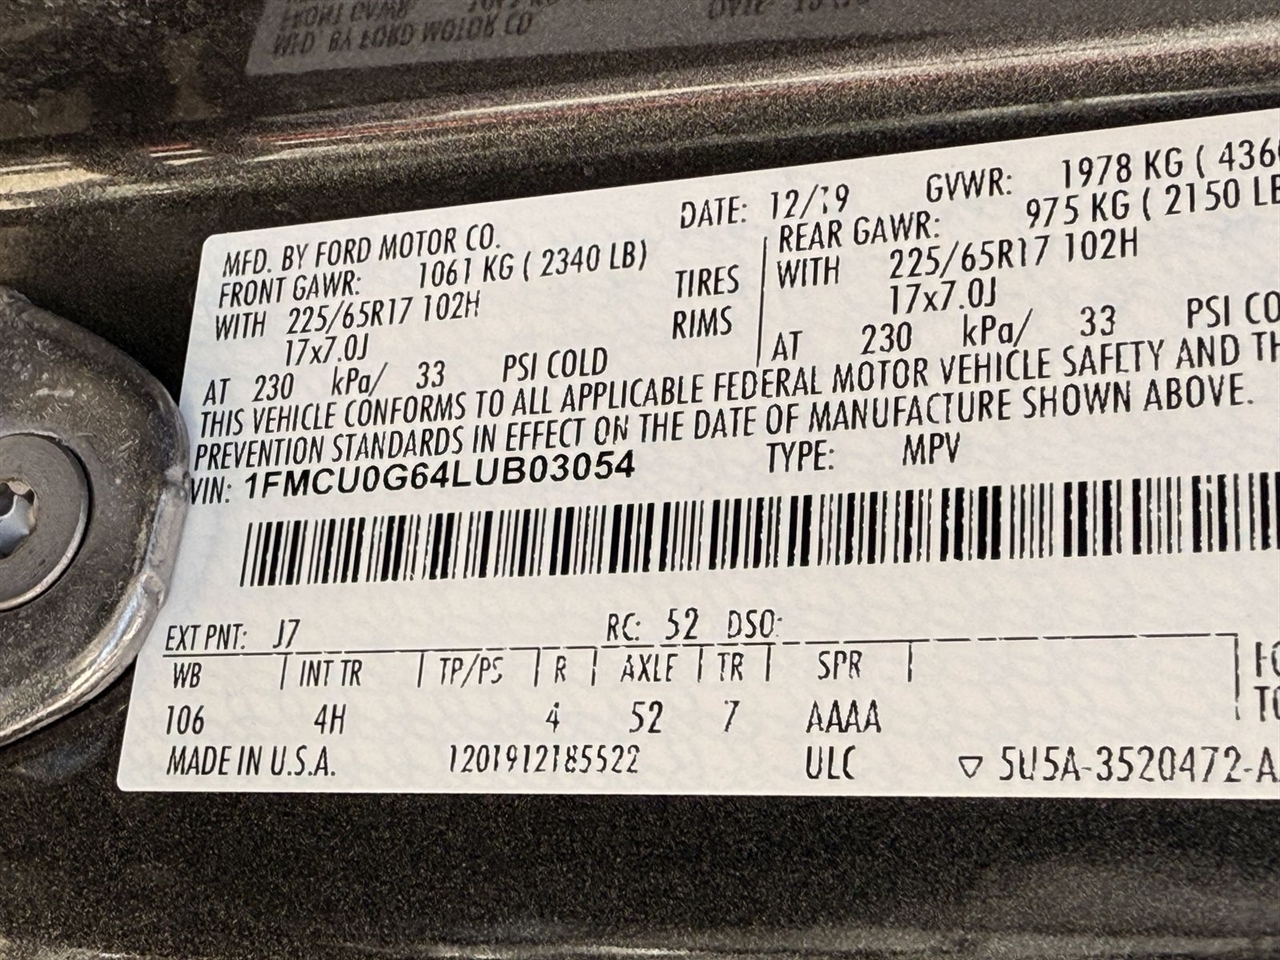 MFD. BY FORD MOTOR CO.
DATE: 12/19 GVWR: 1978 KG ( 436
FRONT GAWR: 1061 KG ( 2340 LB)
REAR GAWR: 975 KG ( 2150 LB
WITH 225/65R17 102H TIRES WITH 225/65R17 102H
17x7.0J RIMS 17x7.0J
AT 230 kPa/ 33 PSI COLD AT 230 kPa/ 33 PSI CO
THIS VEHICLE CONFORMS TO ALL APPLICABLE FEDERAL MOTOR VEHICLE SAFETY AND TH
PREVENTION STANDARDS IN EFFECT ON THE DATE OF MANUFACTURE SHOWN ABOVE.
VIN: 1FMCU0G64LUB03054 TYPE: MPV
EXT PNT: J7 RC: 52 DSO:
WB INT TR TP/PS R AXLE TR SPR
106 4H 4 52 7 AAAA
MADE IN U.S.A. 1201912185522 ULC ▽ 5U5A-3520472-A